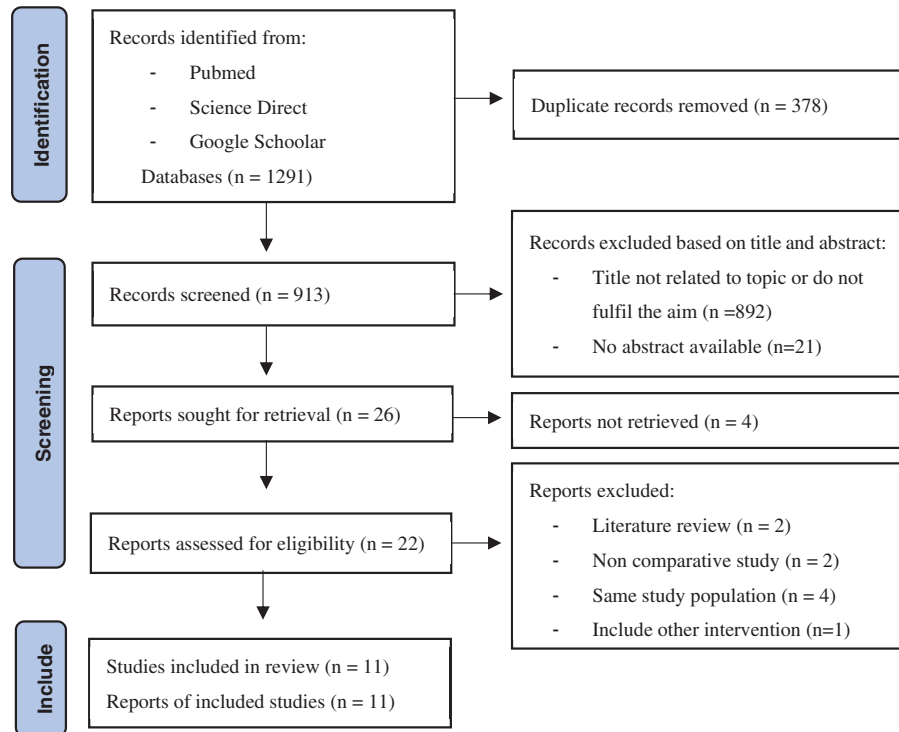 Identification
Records identified from:
- Pubmed
- Science Direct
- Google Schoolar
Databases (n = 1291)
Duplicate records removed (n = 378)
Screening
Records screened (n = 913)
Records excluded based on title and abstract:
- Title not related to topic or do not
fulfil the aim (n =892)
- No abstract available (n=21)
Reports sought for retrieval (n = 26)
Reports not retrieved (n = 4)
Reports assessed for eligibility (n = 22)
Reports excluded:
- Literature review (n = 2)
- Non comparative study (n = 2)
- Same study population (n = 4)
- Include other intervention (n=1)
Include
Studies included in review (n = 11)
Reports of included studies (n = 11)